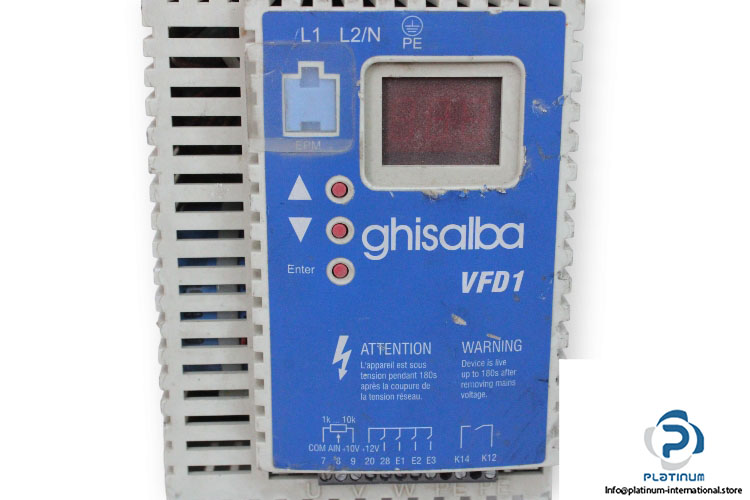 L1 L2/N
PE
EPM
Enter
ghisalba
VFD1
ATTENTION
L'appareil est sous
tension pendant 180s
après la coupure de
la tension réseau.
WARNING
Device is live
up to 180s after
removing mains
voltage.
1k ... 10k
COM AIN +10V +12V
7 8 9 20 28 E1 E2 E3 K14 K12
U V W PE PE
PLATINUM
Info@platinum-international.store